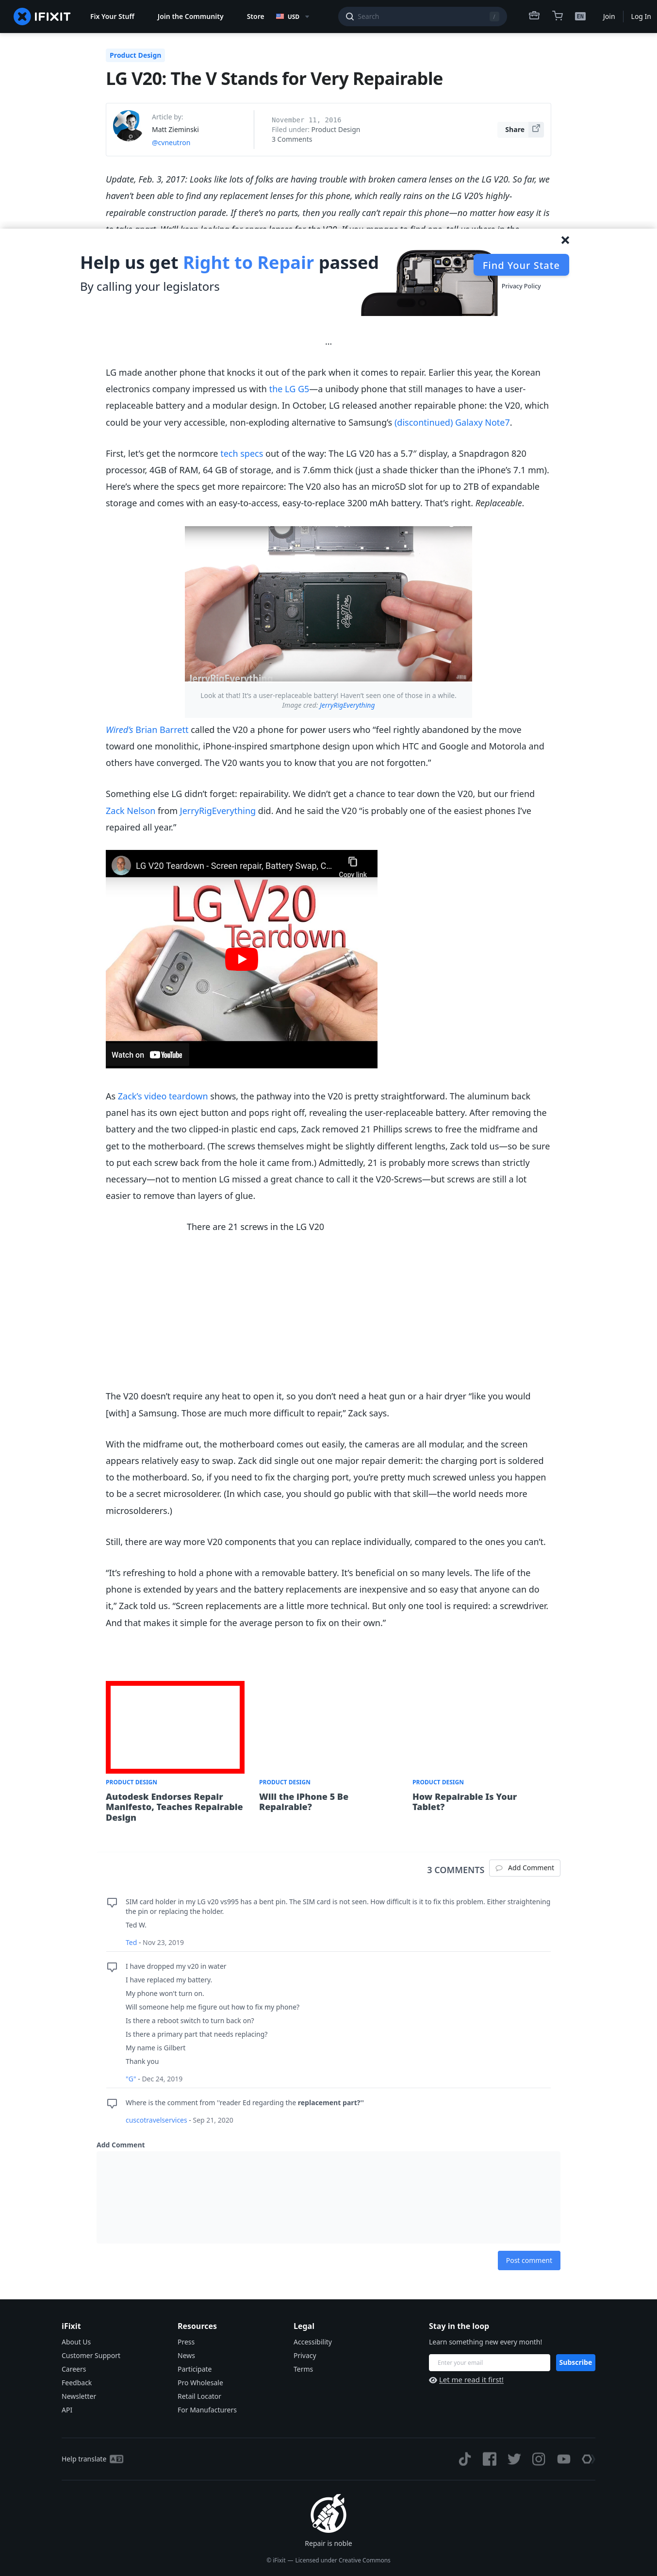 IFIXIT
Fix Your Stuff
Join the Community
Store
USD
Search
/
EN
Join
Log In
Product Design
LG V20: The V Stands for Very Repairable
Article by:
Matt Zieminski
@cvneutron
November 11, 2016
Filed under: Product Design
3 Comments
Share
Update, Feb. 3, 2017: Looks like lots of folks are having trouble with broken camera lenses on the LG V20. So far, we
haven't been able to find any replacement lenses for this phone, which really rains on the LG V20's highly-
repairable construction parade. If there's no parts, then you really can't repair this phone—no matter how easy it is
Help us get Right to Repair passed
By calling your legislators
Find Your State
Privacy Policy
...
LG made another phone that knocks it out of the park when it comes to repair. Earlier this year, the Korean
electronics company impressed us with the LG G5—a unibody phone that still manages to have a user-
replaceable battery and a modular design. In October, LG released another repairable phone: the V20, which
could be your very accessible, non-exploding alternative to Samsung's (discontinued) Galaxy Note7.
First, let's get the normcore tech specs out of the way: The LG V20 has a 5.7″ display, a Snapdragon 820
processor, 4GB of RAM, 64 GB of storage, and is 7.6mm thick (just a shade thicker than the iPhone's 7.1 mm).
Here's where the specs get more repaircore: The V20 also has an microSD slot for up to 2TB of expandable
storage and comes with an easy-to-access, easy-to-replace 3200 mAh battery. That's right. Replaceable.
JerryRigEverything
Look at that! It's a user-replaceable battery! Haven't seen one of those in a while.
Image cred: JerryRigEverything
Wired's Brian Barrett called the V20 a phone for power users who "feel rightly abandoned by the move
toward one monolithic, iPhone-inspired smartphone design upon which HTC and Google and Motorola and
others have converged. The V20 wants you to know that you are not forgotten."
Something else LG didn't forget: repairability. We didn't get a chance to tear down the V20, but our friend
Zack Nelson from JerryRigEverything did. And he said the V20 "is probably one of the easiest phones I've
repaired all year."
LG V20 Teardown - Screen repair, Battery Swap, C...
Copy link
LG V20
Teardown
Watch on YouTube
As Zack's video teardown shows, the pathway into the V20 is pretty straightforward. The aluminum back
panel has its own eject button and pops right off, revealing the user-replaceable battery. After removing the
battery and the two clipped-in plastic end caps, Zack removed 21 Phillips screws to free the midframe and
get to the motherboard. (The screws themselves might be slightly different lengths, Zack told us—so be sure
to put each screw back from the hole it came from.) Admittedly, 21 is probably more screws than strictly
necessary—not to mention LG missed a great chance to call it the V20-Screws—but screws are still a lot
easier to remove than layers of glue.
There are 21 screws in the LG V20
The V20 doesn't require any heat to open it, so you don't need a heat gun or a hair dryer "like you would
[with] a Samsung. Those are much more difficult to repair," Zack says.
With the midframe out, the motherboard comes out easily, the cameras are all modular, and the screen
appears relatively easy to swap. Zack did single out one major repair demerit: the charging port is soldered
to the motherboard. So, if you need to fix the charging port, you're pretty much screwed unless you happen
to be a secret microsolderer. (In which case, you should go public with that skill—the world needs more
microsolderers.)
Still, there are way more V20 components that you can replace individually, compared to the ones you can't.
"It's refreshing to hold a phone with a removable battery. It's beneficial on so many levels. The life of the
phone is extended by years and the battery replacements are inexpensive and so easy that anyone can do
it," Zack told us. "Screen replacements are a little more technical. But only one tool is required: a screwdriver.
And that makes it simple for the average person to fix on their own."
PRODUCT DESIGN
Autodesk Endorses Repair
Manifesto, Teaches Repairable
Design
PRODUCT DESIGN
Will the iPhone 5 Be
Repairable?
PRODUCT DESIGN
How Repairable Is Your
Tablet?
3 COMMENTS
Add Comment
SIM card holder in my LG v20 vs995 has a bent pin. The SIM card is not seen. How difficult is it to fix this problem. Either straightening
the pin or replacing the holder.
Ted W.
Ted - Nov 23, 2019
I have dropped my v20 in water
I have replaced my battery.
My phone won't turn on.
Will someone help me figure out how to fix my phone?
Is there a reboot switch to turn back on?
Is there a primary part that needs replacing?
My name is Gilbert
Thank you
"G" - Dec 24, 2019
Where is the comment from "reader Ed regarding the replacement part?"
cuscotravelservices - Sep 21, 2020
Add Comment
Post comment
iFixit
About Us
Customer Support
Careers
Feedback
Newsletter
API
Resources
Press
News
Participate
Pro Wholesale
Retail Locator
For Manufacturers
Legal
Accessibility
Privacy
Terms
Stay in the loop
Learn something new every month!
Enter your email
Subscribe
Let me read it first!
Help translate
Repair is noble
© iFixit — Licensed under Creative Commons